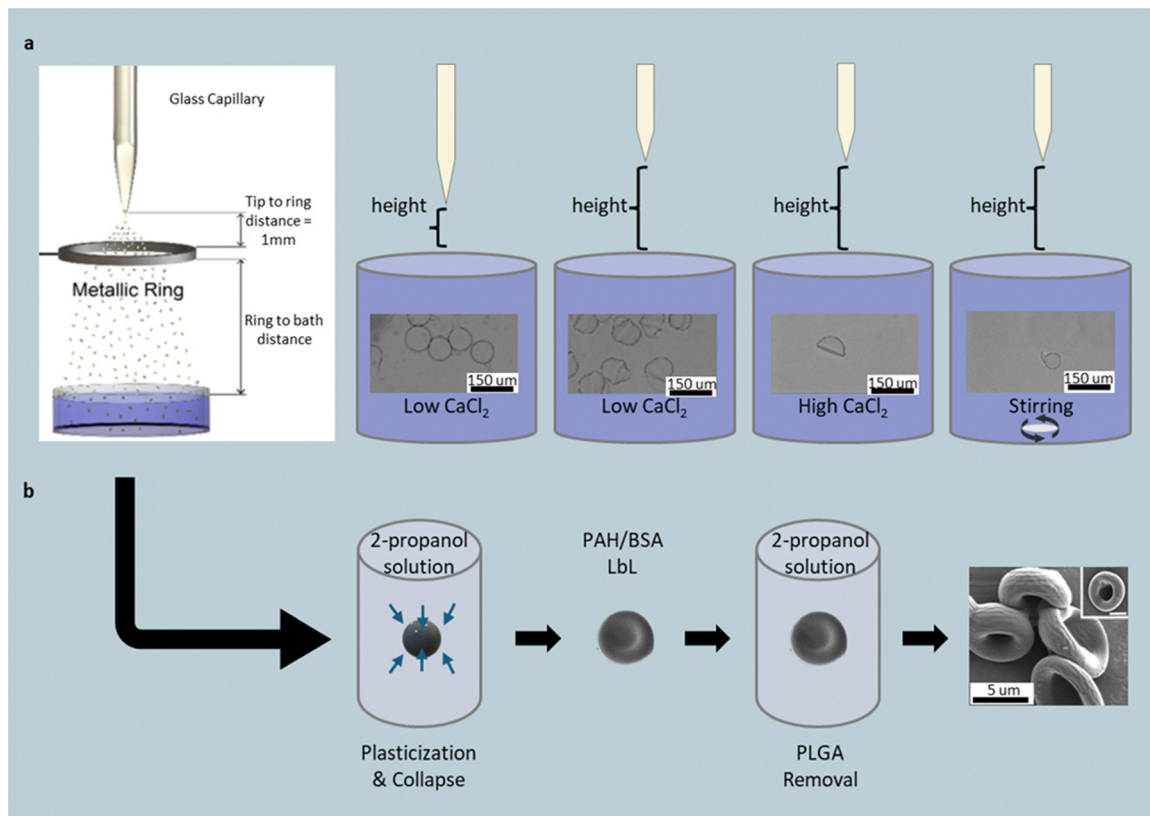 a
Glass Capillary
Tip to ring
distance =
1mm
Metallic Ring
Ring to bath
distance
height
height
height
height
150 um
150 um
150 um
150 um
Low CaCl₂
Low CaCl₂
High CaCl₂
Stirring
b
2-propanol
solution
Plasticization
& Collapse
PAH/BSA
LbL
2-propanol
solution
PLGA
Removal
5 um